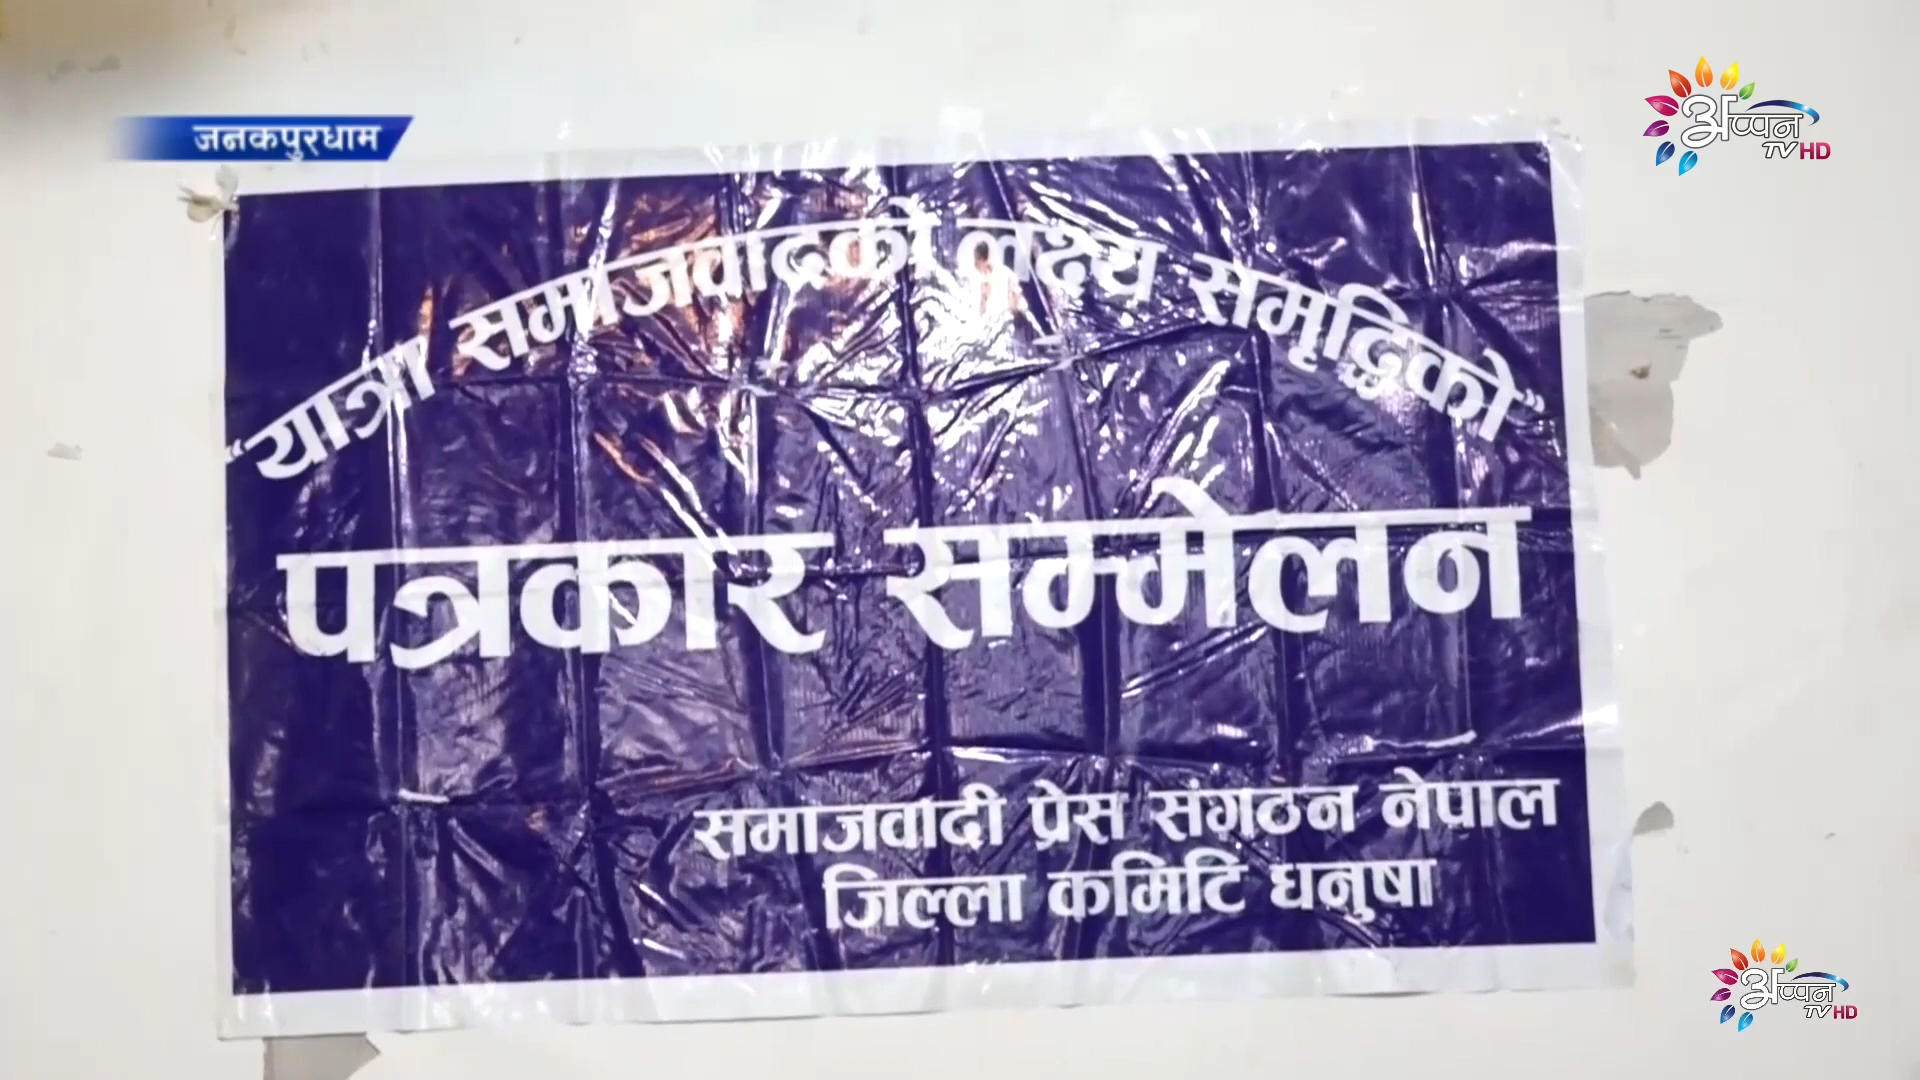 जनकपुरधाम
अप्पन
TV HD
“यात्रा समाजवादको लक्ष्य समृद्धिको”
पत्रकार सम्मेलन
समाजवादी प्रेस संगठन नेपाल
जिल्ला कमिटि धनुषा
अप्पन
TV HD